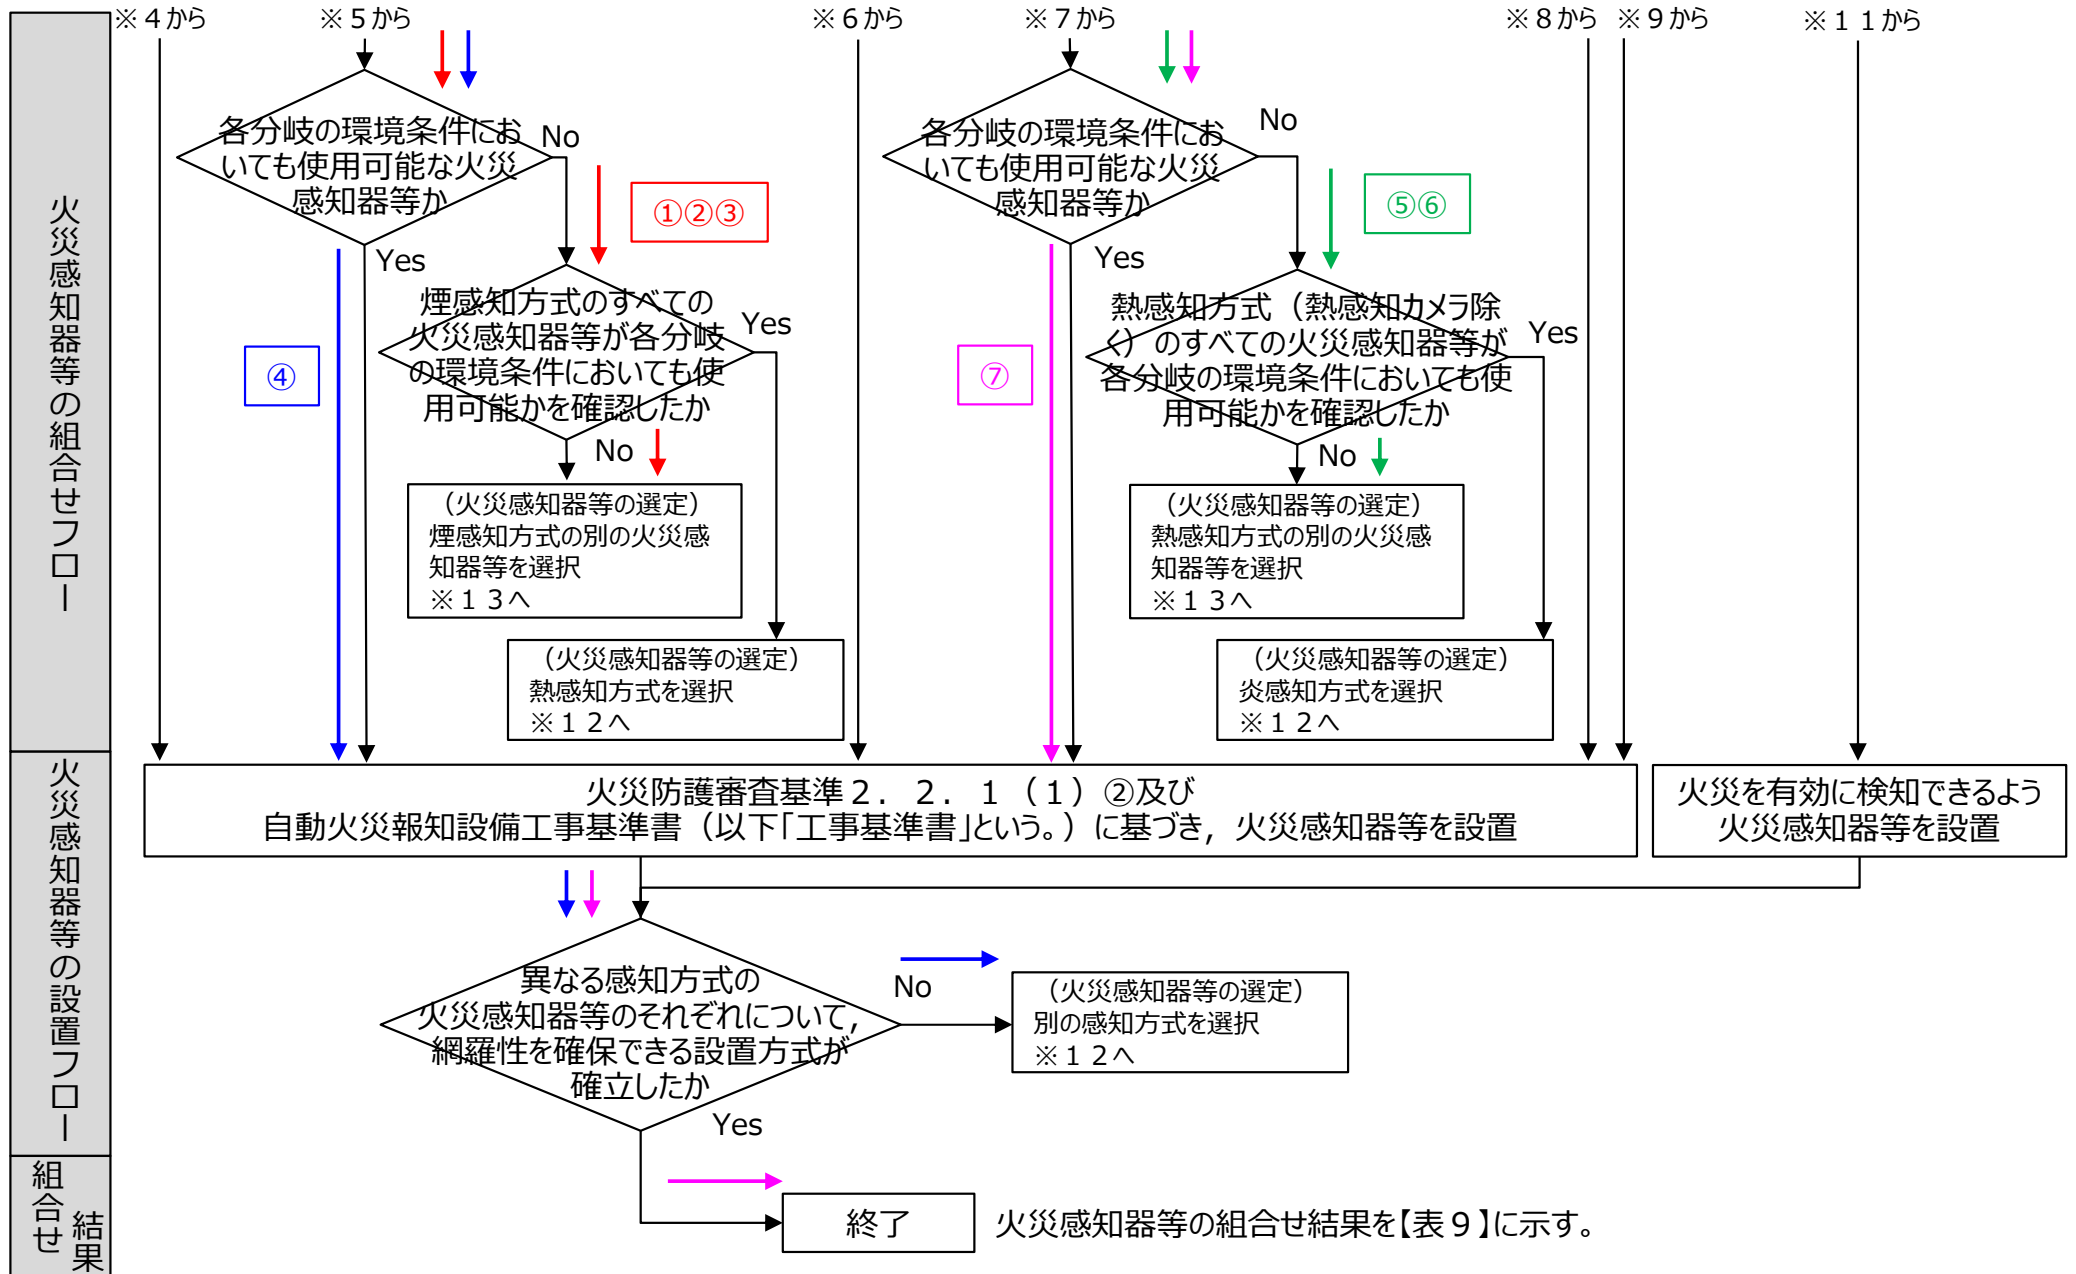 火災感知器等の組合せフロー
火災感知器等の設置フロー
組合せ
結果
※４から
※５から
※６から
※７から
※８から
※９から
※１１から
各分岐の環境条件にお
いても使用可能な火災
感知器等か
No
Yes
①②③
④
煙感知方式のすべての
火災感知器等が各分岐
の環境条件においても使
用可能かを確認したか
Yes
No
（火災感知器等の選定）
煙感知方式の別の火災感
知器等を選択
※１３へ
（火災感知器等の選定）
熱感知方式を選択
※１２へ
各分岐の環境条件にお
いても使用可能な火災
感知器等か
No
Yes
⑤⑥
⑦
熱感知方式（熱感知カメラ除
く）のすべての火災感知器等が
各分岐の環境条件においても使
用可能かを確認したか
Yes
No
（火災感知器等の選定）
熱感知方式の別の火災感
知器等を選択
※１３へ
（火災感知器等の選定）
炎感知方式を選択
※１２へ
火災防護審査基準２．２．１（１）②及び
自動火災報知設備工事基準書（以下「工事基準書」という。）に基づき，火災感知器等を設置
火災を有効に検知できるよう
火災感知器等を設置
異なる感知方式の
火災感知器等のそれぞれについて，
網羅性を確保できる設置方式が
確立したか
No
Yes
（火災感知器等の選定）
別の感知方式を選択
※１２へ
終了
火災感知器等の組合せ結果を【表９】に示す。